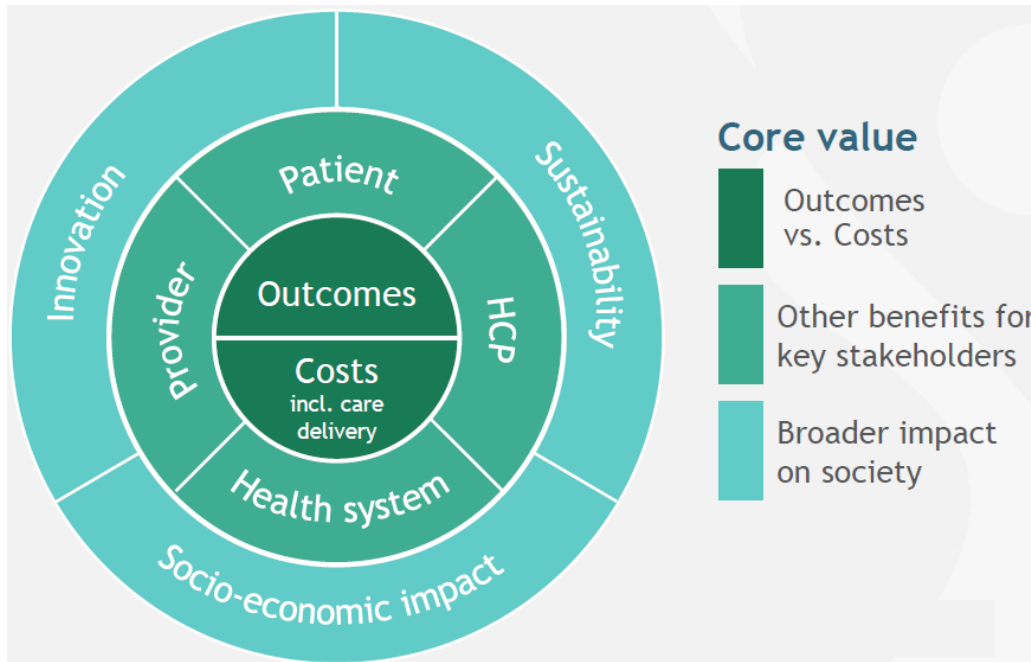 Innovation
Sustainability
Socio-economic impact
Patient
Provider
HCP
Health system
Outcomes
Costs
incl. care
delivery
Core value
Outcomes
vs. Costs
Other benefits for
key stakeholders
Broader impact
on society